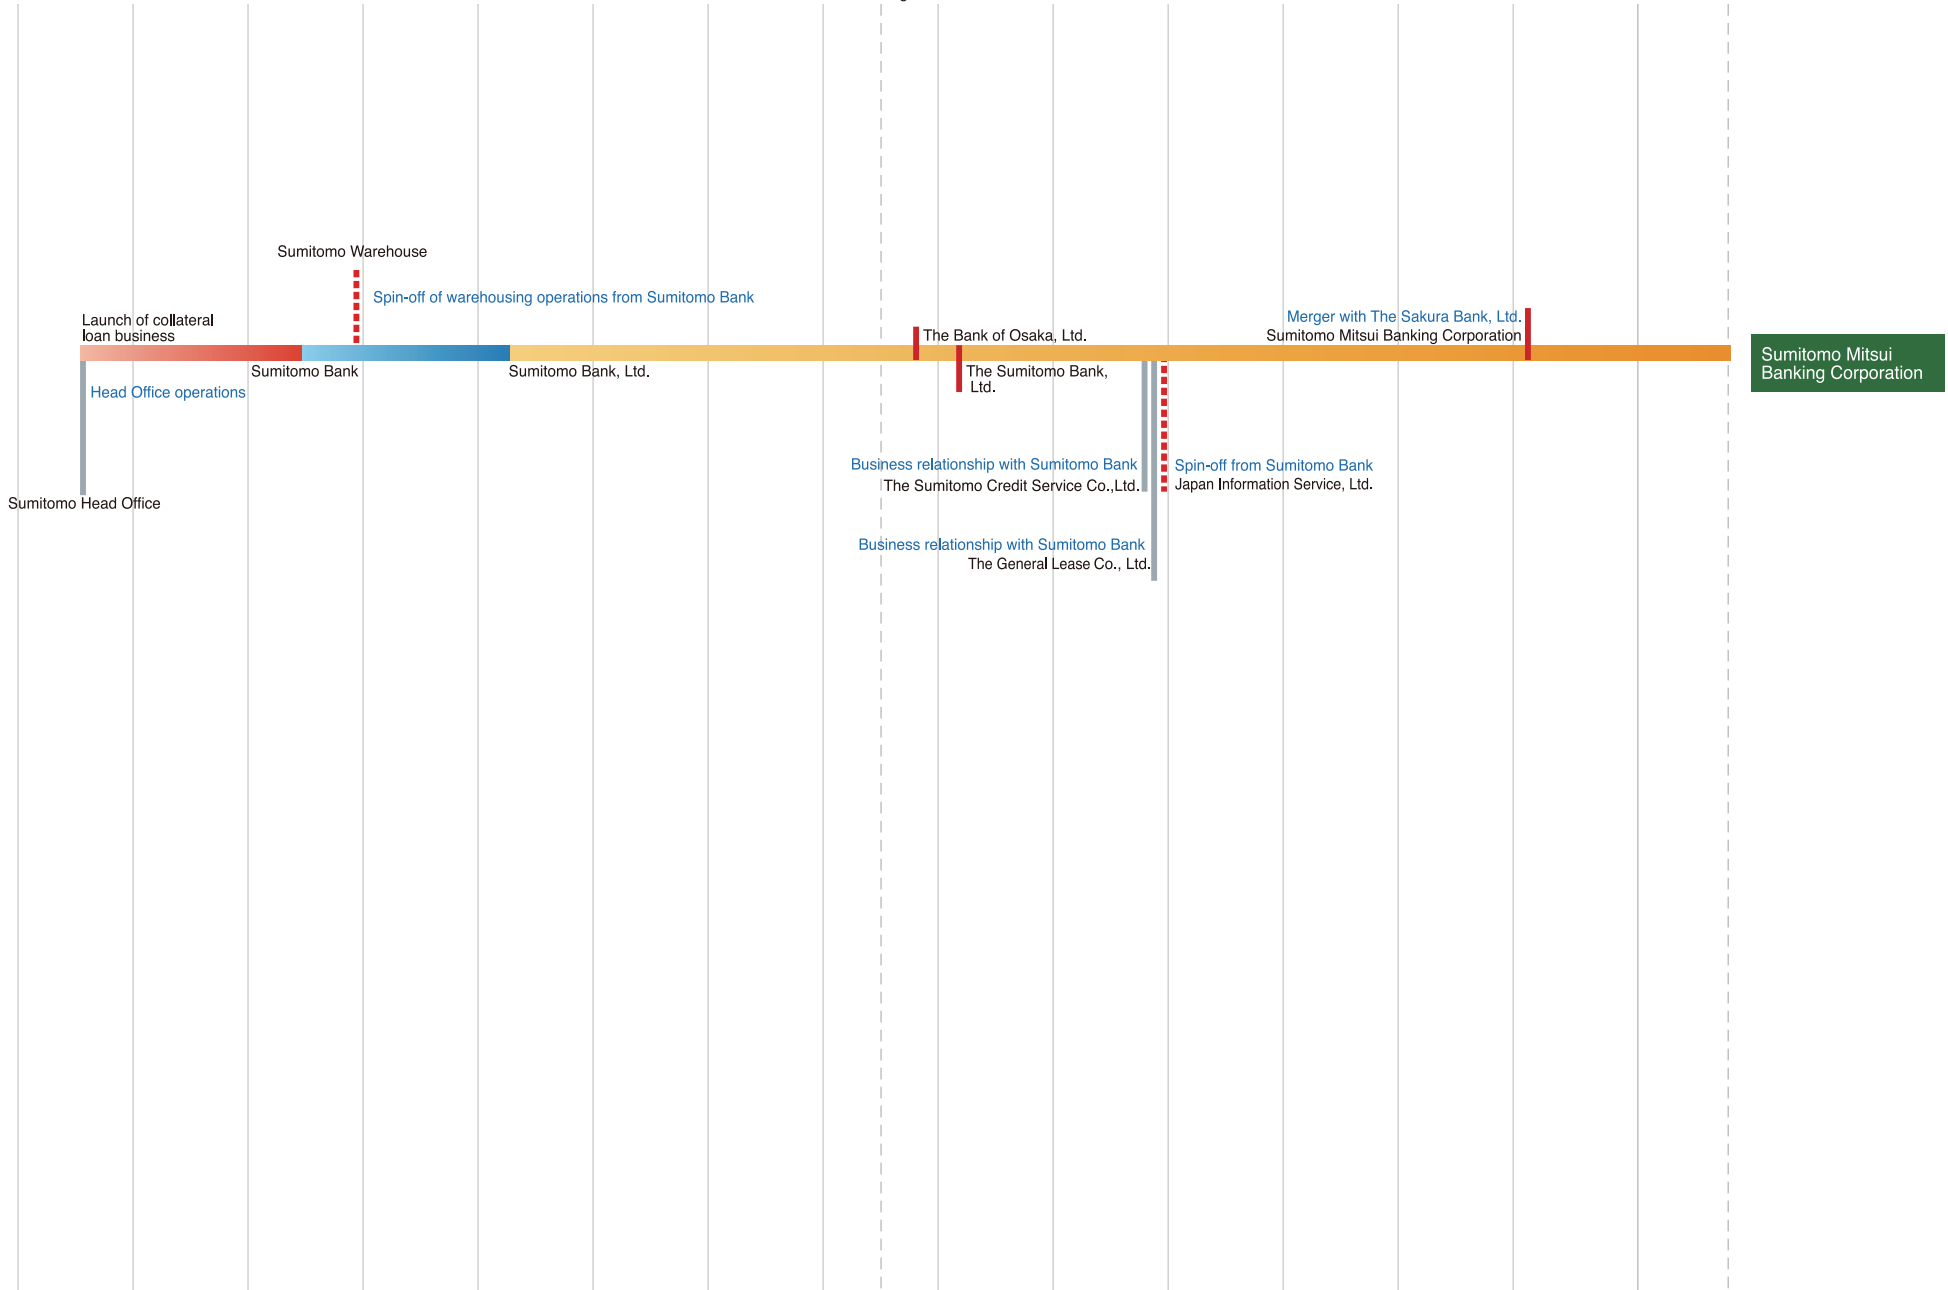 Sumitomo Warehouse
Spin-off of warehousing operations from Sumitomo Bank
Launch of collateral
loan business
Sumitomo Bank
Sumitomo Bank, Ltd.
Head Office operations
Sumitomo Head Office
The Bank of Osaka, Ltd.
The Sumitomo Bank,
Ltd.
Merger with The Sakura Bank, Ltd.
Sumitomo Mitsui Banking Corporation
Sumitomo Mitsui
Banking Corporation
Business relationship with Sumitomo Bank
The Sumitomo Credit Service Co.,Ltd.
Spin-off from Sumitomo Bank
Japan Information Service, Ltd.
Business relationship with Sumitomo Bank
The General Lease Co., Ltd.